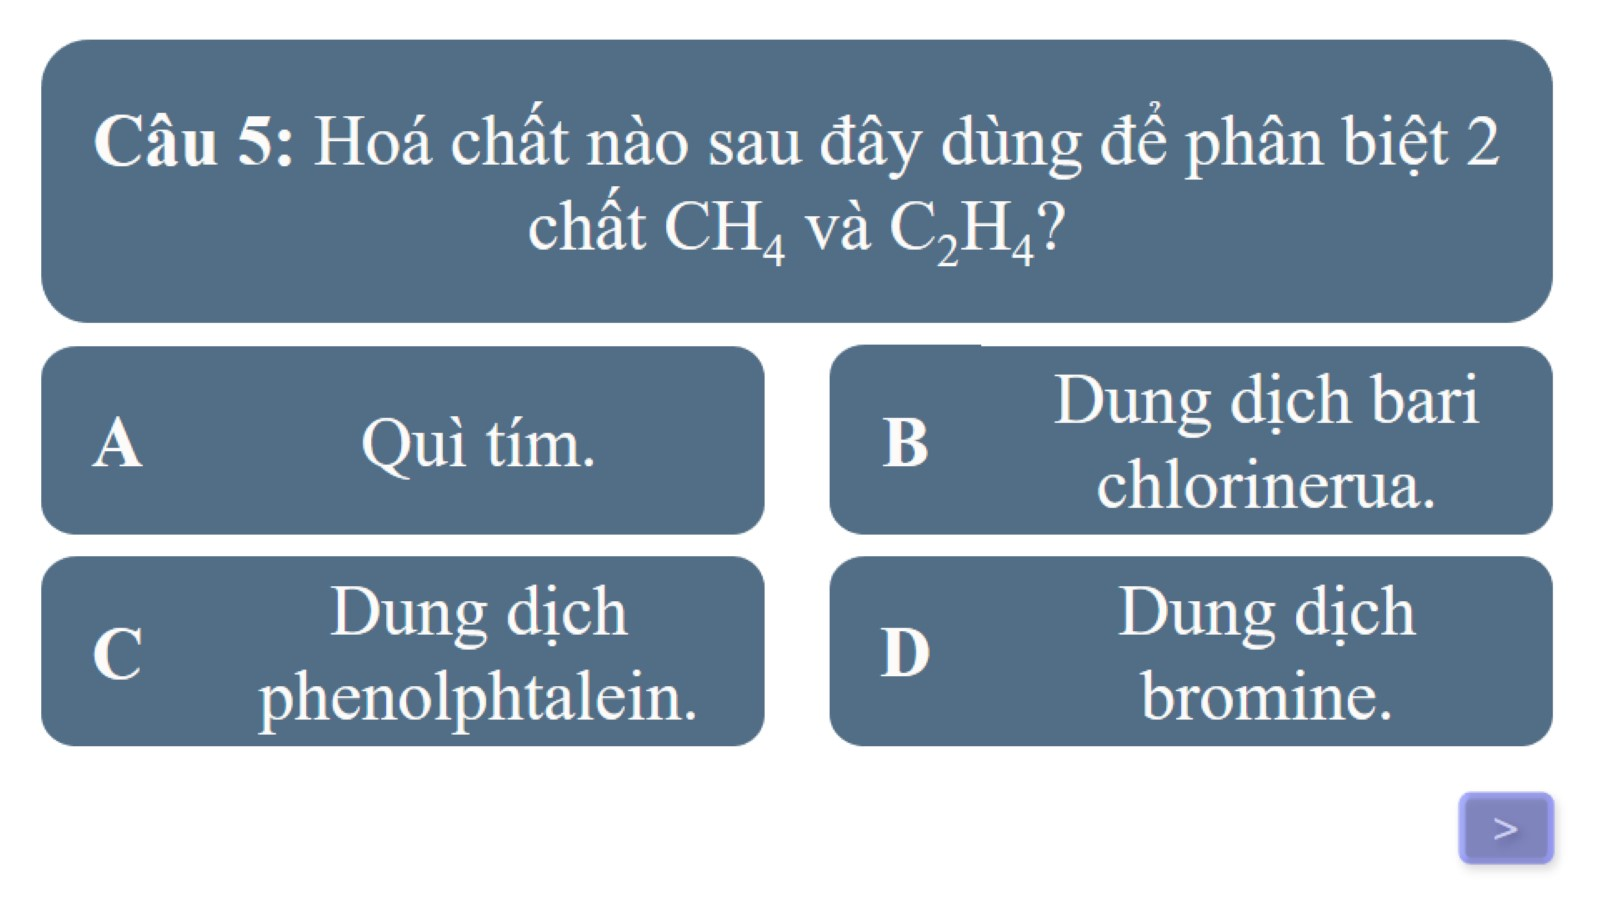 Câu 5: Hoá chất nào sau đây dùng để phân biệt 2
chất CH₄ và C₂H₄?
A Quì tím.
B Dung dịch bari
chlorinerua.
C Dung dịch
phenolphtalein.
D Dung dịch
bromine.
>